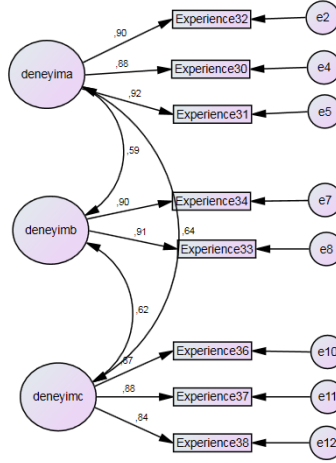 Experience32
e2
,90
deneyima
,88
Experience30
e4
,92
Experience31
e5
,59
Experience34
e7
,90
deneyimb
,91
Experience33
e8
,64
,62
Experience36
e10
,87
deneyimc
,88
Experience37
e11
,84
Experience38
e12